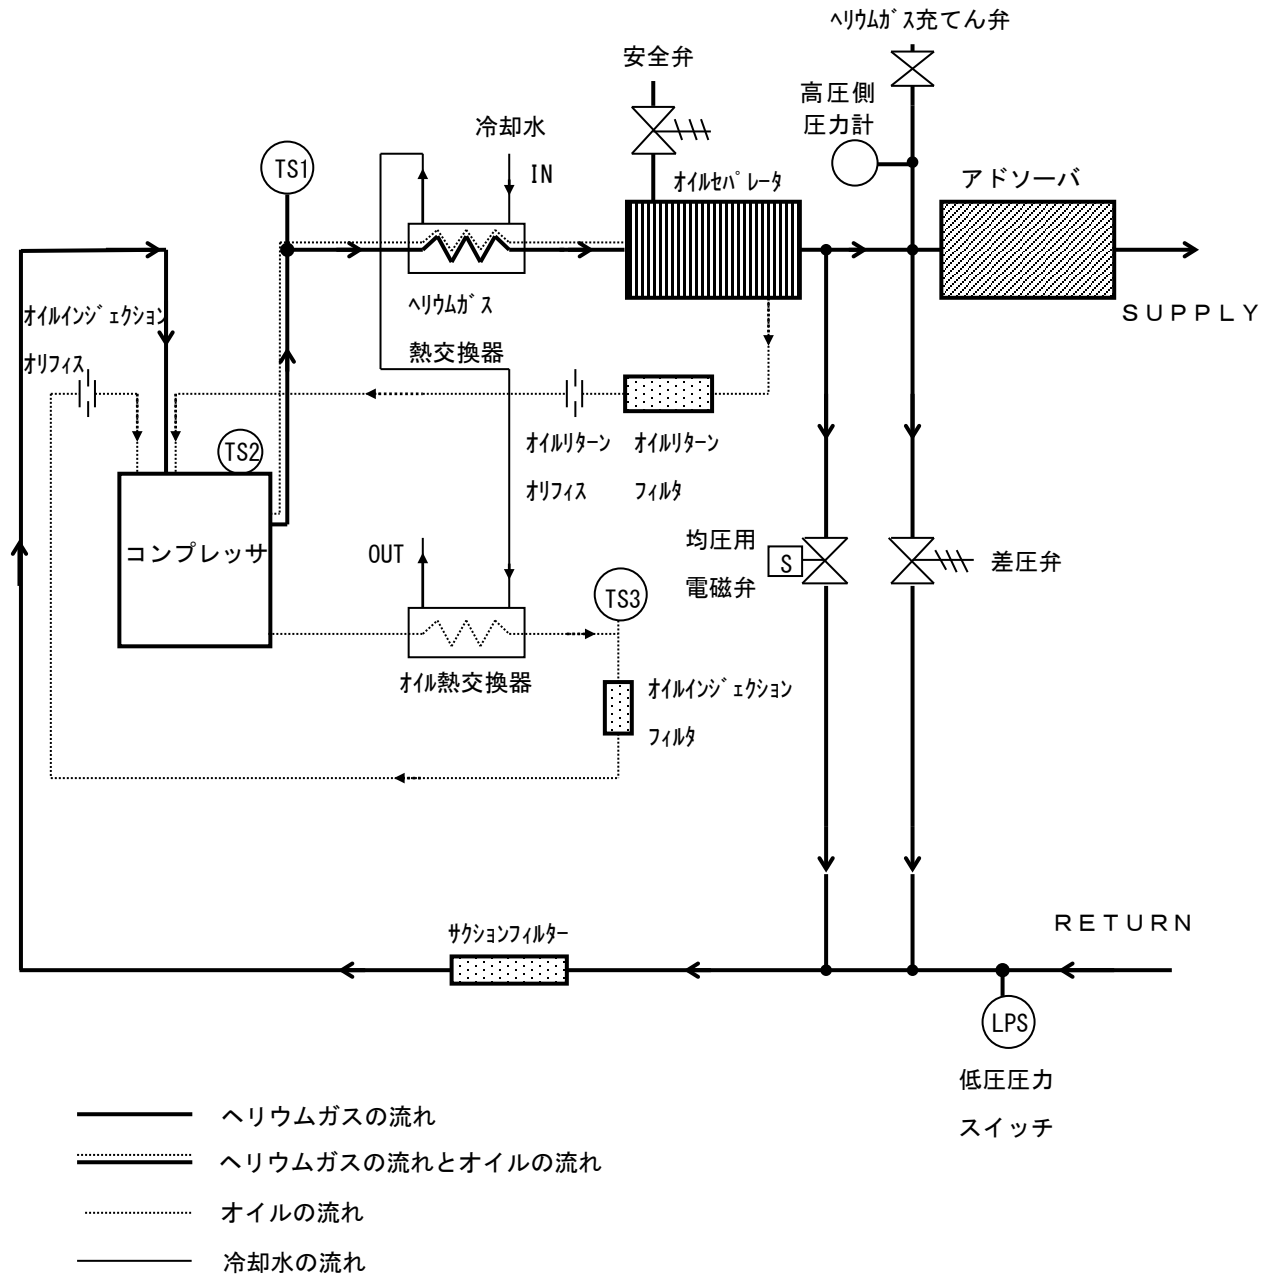 ヘリウムガス充てん弁
安全弁
高圧側
圧力計
冷却水
TS1
IN
オイルセパレータ
アドソーバ
SUPPLY
オイルインジェクション
オリフィス
ヘリウムガス
熱交換器
TS2
オイルリターン
オリフィス
オイルリターン
フィルタ
コンプレッサ
OUT
均圧用
電磁弁
S
差圧弁
TS3
オイル熱交換器
オイルインジェクション
フィルタ
RETURN
サクションフィルター
LPS
低圧圧力
スイッチ
ヘリウムガスの流れ
ヘリウムガスの流れとオイルの流れ
オイルの流れ
冷却水の流れ